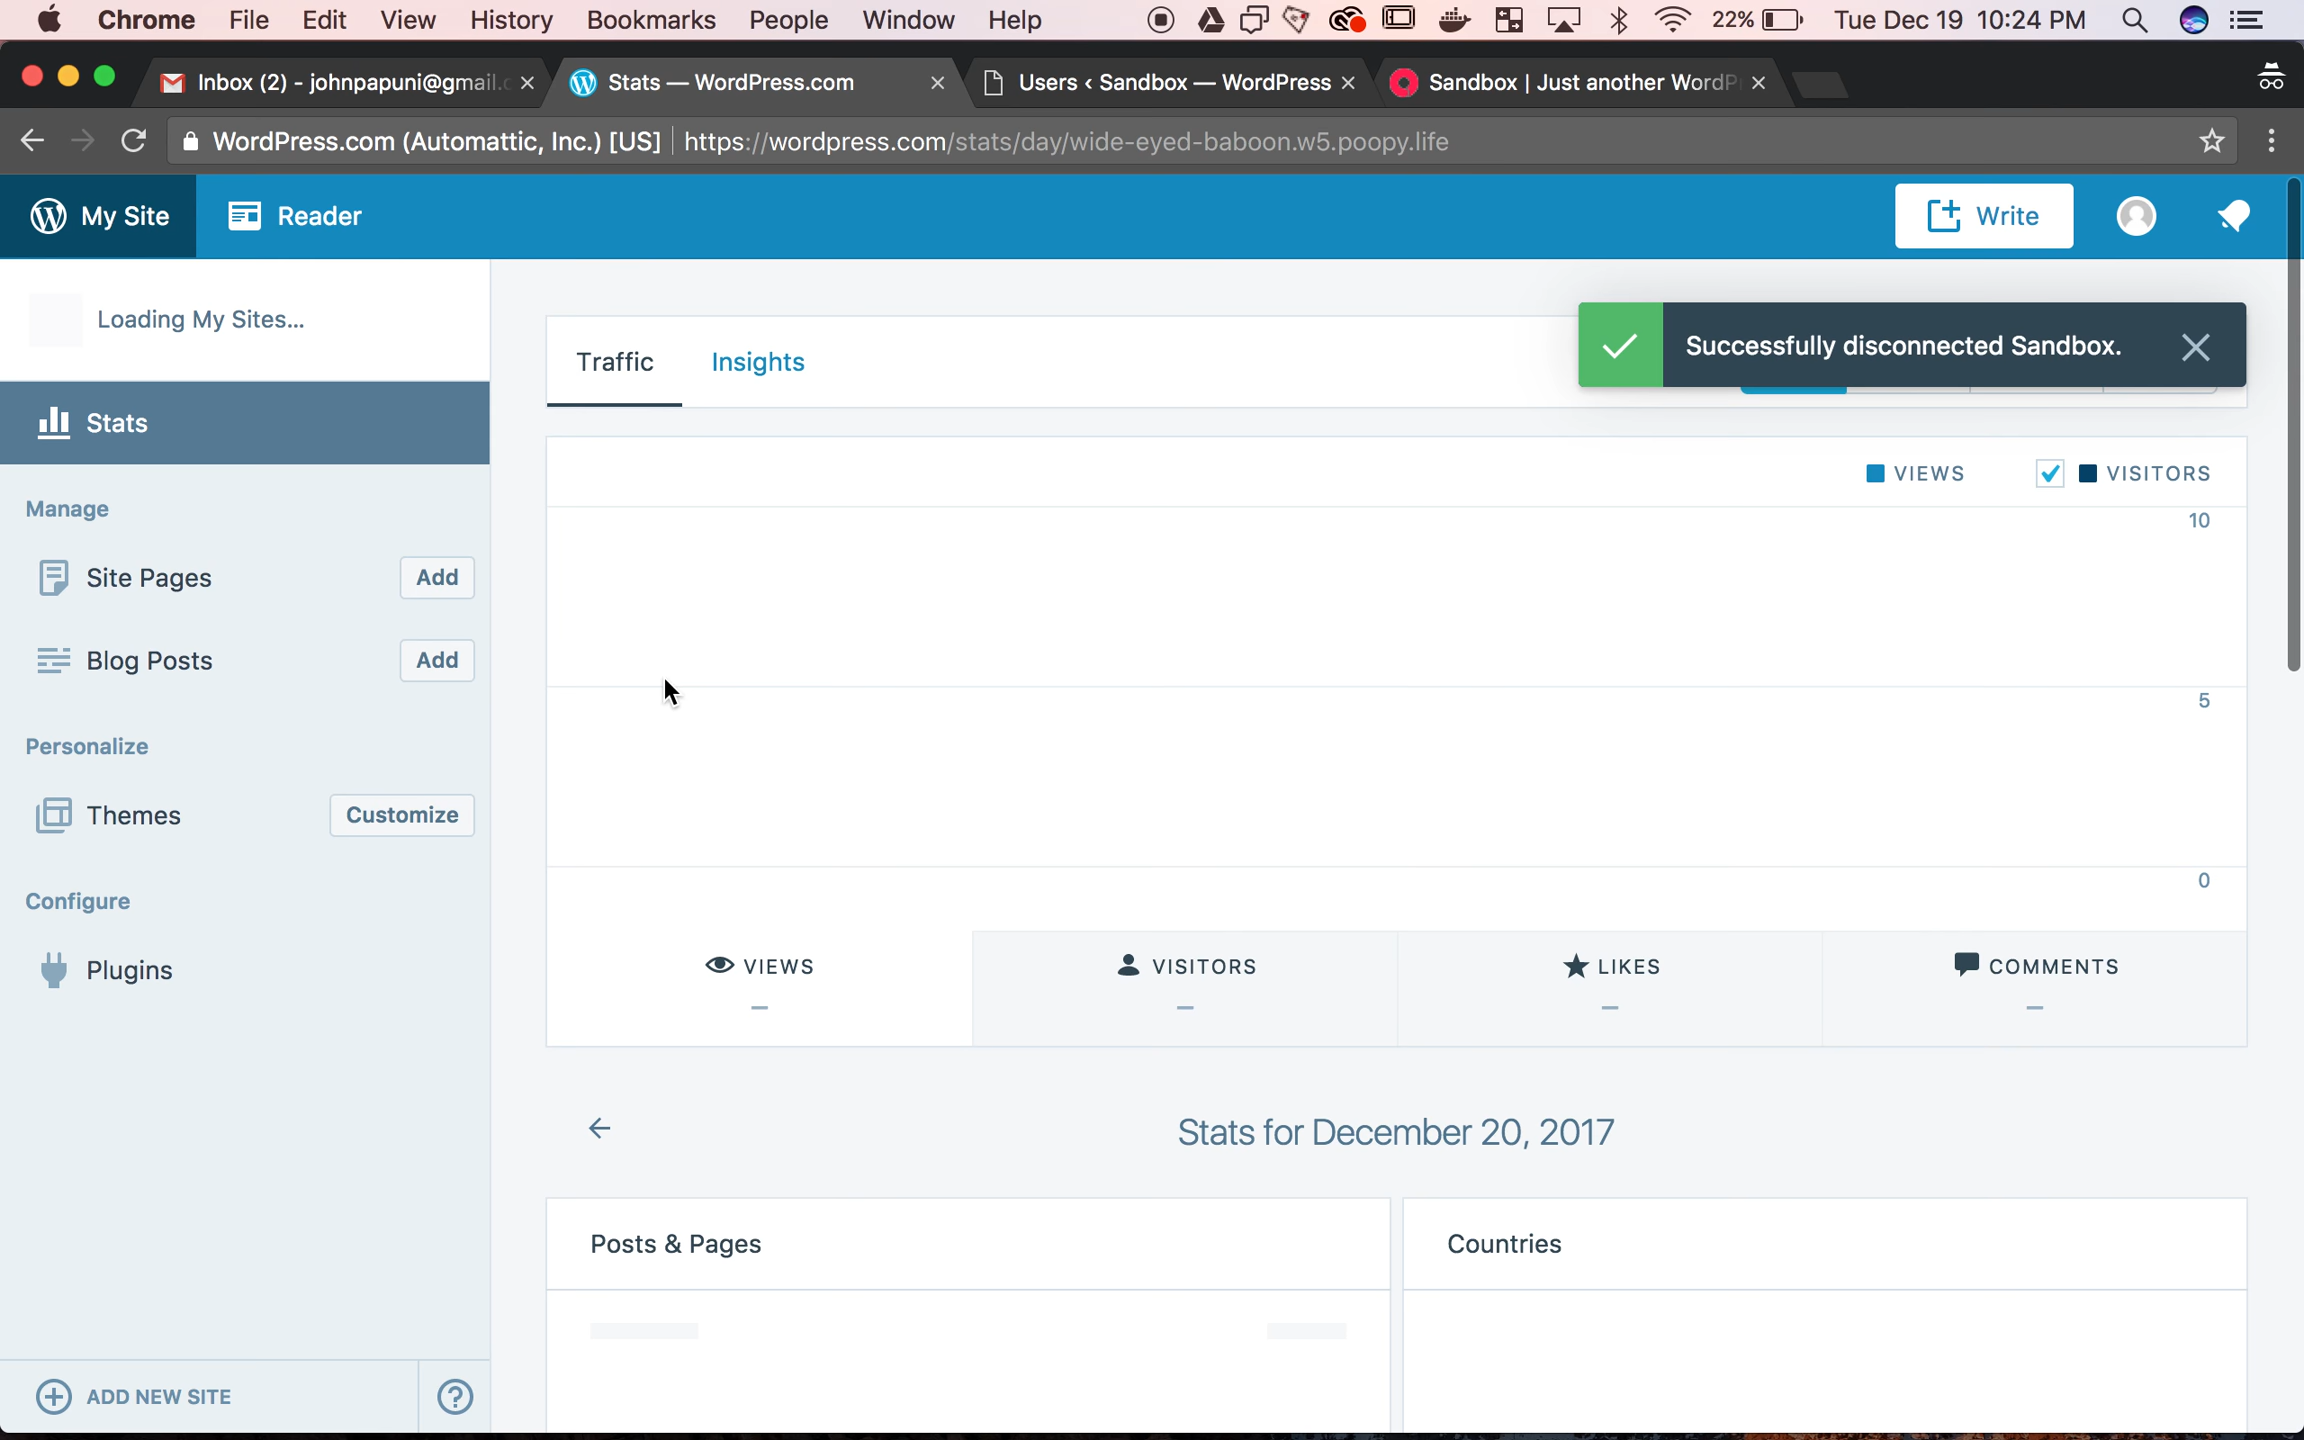 Chrome File Edit View History Bookmarks People Window Help 22% Tue Dec 19 10:24 PM
Inbox (2) - johnpapuni@gmail.c Stats — WordPress.com Users ‹ Sandbox — WordPress Sandbox | Just another WordP
WordPress.com (Automattic, Inc.) [US] https://wordpress.com/stats/day/wide-eyed-baboon.w5.poopy.life
My Site Reader Write
Loading My Sites...
Successfully disconnected Sandbox.
Traffic Insights
Stats
VIEWS VISITORS
Manage
10
Site Pages Add
Blog Posts Add
5
Personalize
Themes Customize
0
Configure
Plugins
VIEWS VISITORS LIKES COMMENTS
– – – –
Stats for December 20, 2017
Posts & Pages Countries
ADD NEW SITE